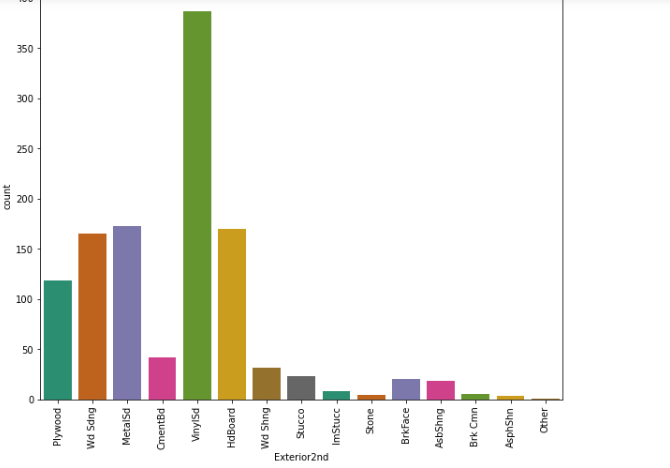 400
350
300
250
200
150
100
50
0
count
Plywood
Wd Sdng
MetalSd
CmentBd
VinylSd
HdBoard
Wd Shng
Stucco
ImStucc
Stone
BrkFace
AsbShng
Brk Cmn
AsphShn
Other
Exterior2nd